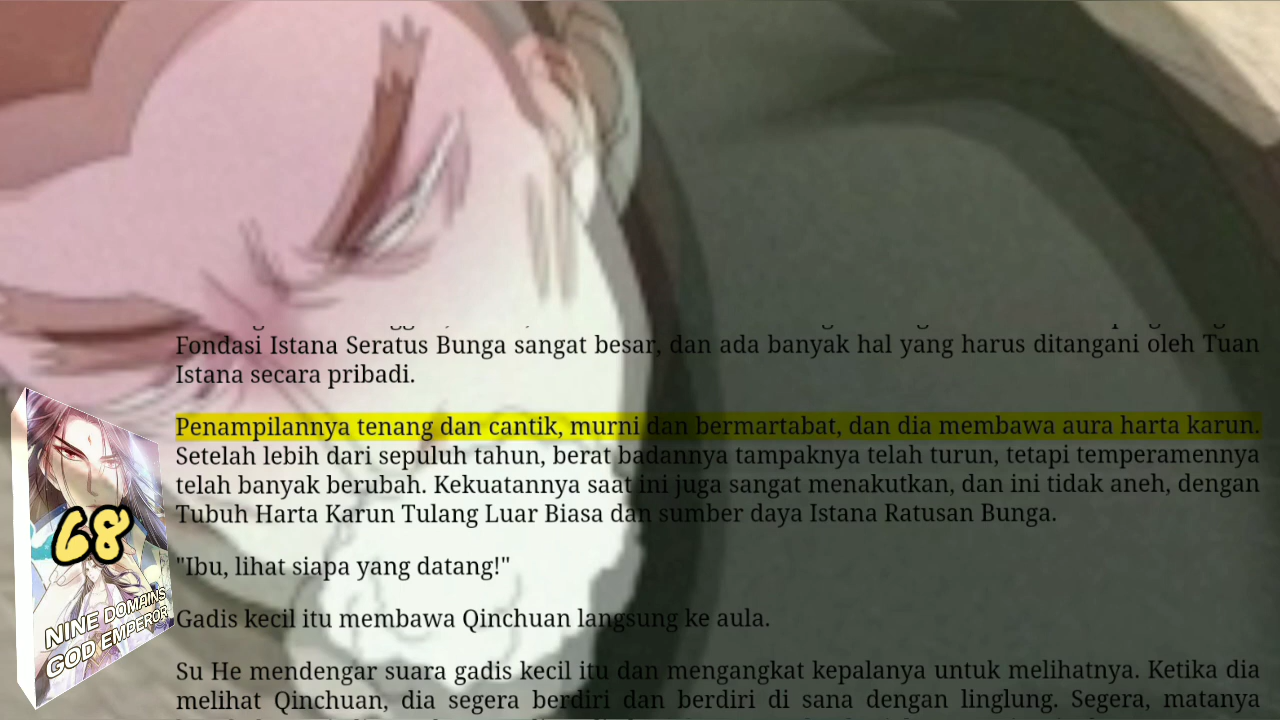 Fondasi Istana Seratus Bunga sangat besar, dan ada banyak hal yang harus ditangani oleh Tuan
Istana secara pribadi.
Penampilannya tenang dan cantik, murni dan bermartabat, dan dia membawa aura harta karun.
Setelah lebih dari sepuluh tahun, berat badannya tampaknya telah turun, tetapi temperamennya
telah banyak berubah. Kekuatannya saat ini juga sangat menakutkan, dan ini tidak aneh, dengan
Tubuh Harta Karun Tulang Luar Biasa dan sumber daya Istana Ratusan Bunga.
"Ibu, lihat siapa yang datang!"
Gadis kecil itu membawa Qinchuan langsung ke aula.
Su He mendengar suara gadis kecil itu dan mengangkat kepalanya untuk melihatnya. Ketika dia
melihat Qinchuan, dia segera berdiri dan berdiri di sana dengan linglung. Segera, matanya
68
NINE DOMAINS
GOD EMPEROR